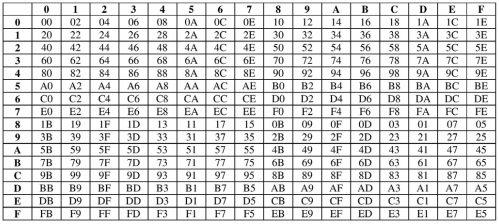 0 1 2 3 4 5 6 7 8 9 A B C D E F
0 00 02 04 06 08 0A 0C 0E 10 12 14 16 18 1A 1C 1E
1 20 22 24 26 28 2A 2C 2E 30 32 34 36 38 3A 3C 3E
2 40 42 44 46 48 4A 4C 4E 50 52 54 56 58 5A 5C 5E
3 60 62 64 66 68 6A 6C 6E 70 72 74 76 78 7A 7C 7E
4 80 82 84 86 88 8A 8C 8E 90 92 94 96 98 9A 9C 9E
5 A0 A2 A4 A6 A8 AA AC AE B0 B2 B4 B6 B8 BA BC BE
6 C0 C2 C4 C6 C8 CA CC CE D0 D2 D4 D6 D8 DA DC DE
7 E0 E2 E4 E6 E8 EA EC EE F0 F2 F4 F6 F8 FA FC FE
8 1B 19 1F 1D 13 11 17 15 0B 09 0F 0D 03 01 07 05
9 3B 39 3F 3D 33 31 37 35 2B 29 2F 2D 23 21 27 25
A 5B 59 5F 5D 53 51 57 55 4B 49 4F 4D 43 41 47 45
B 7B 79 7F 7D 73 71 77 75 6B 69 6F 6D 63 61 67 65
C 9B 99 9F 9D 93 91 97 95 8B 89 8F 8D 83 81 87 85
D BB B9 BF BD B3 B1 B7 B5 AB A9 AF AD A3 A1 A7 A5
E DB D9 DF DD D3 D1 D7 D5 CB C9 CF CD C3 C1 C7 C5
F FB F9 FF FD F3 F1 F7 F5 EB E9 EF ED E3 E1 E7 E5